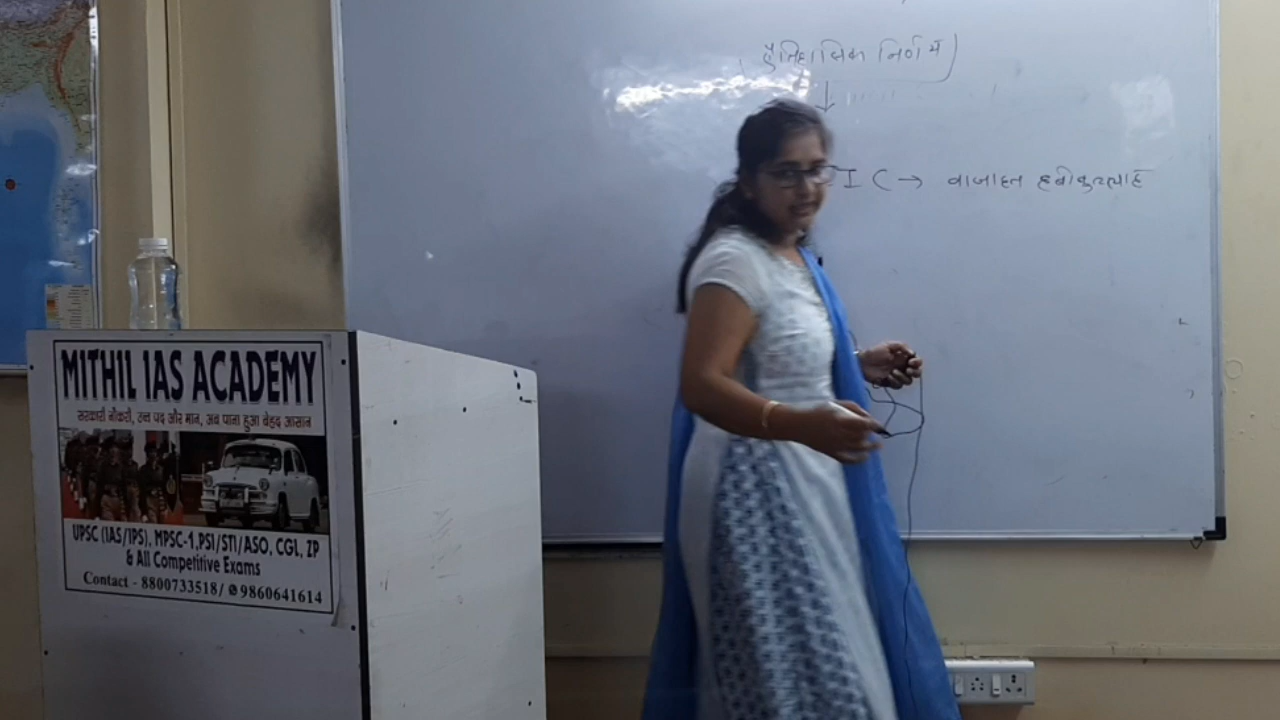 ऐतिहासिक निर्णय
I C → वाजाहत हबीबुल्लाह
MITHIL IAS ACADEMY
सरकारी नौकरी, उच्च पद और मान, अब पाना हुआ बेहद आसान
UPSC (IAS/IPS), MPSC-1,PSI/STI/ASO, CGL, ZP
& All Competitive Exams
Contact - 8800733518/ 9860641614